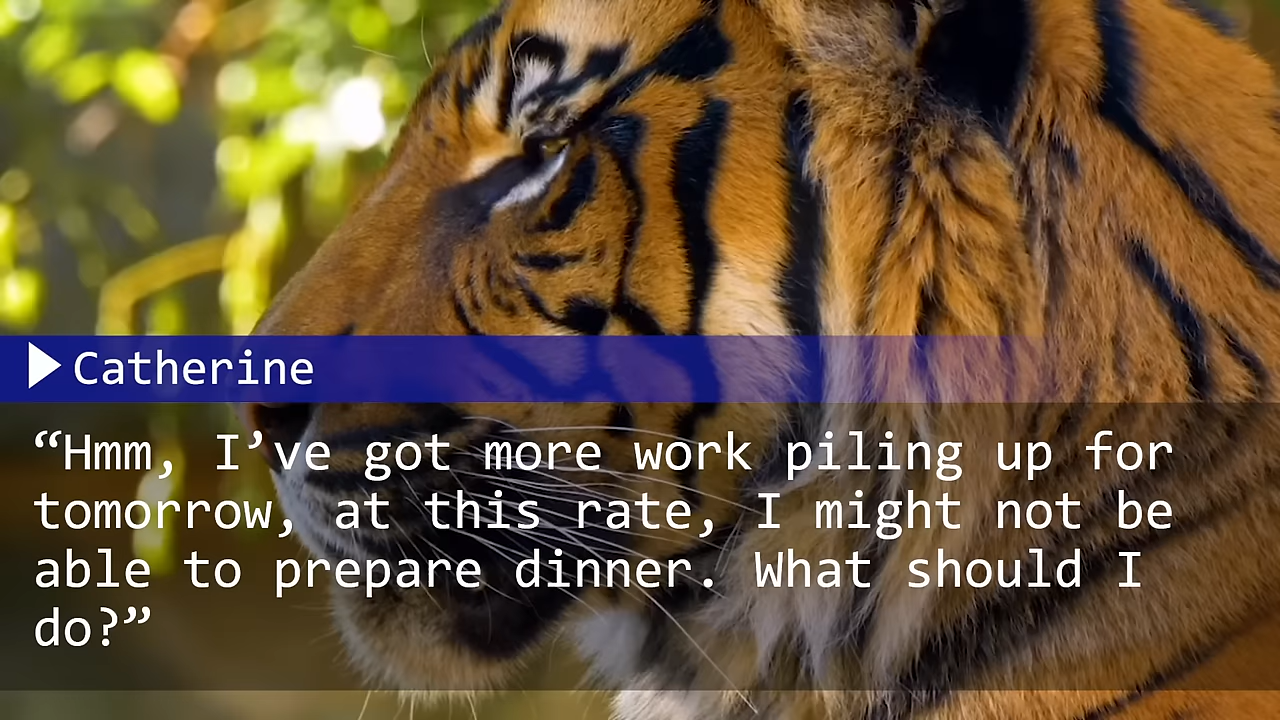 Catherine
“Hmm, I’ve got more work piling up for
tomorrow, at this rate, I might not be
able to prepare dinner. What should I
do?”